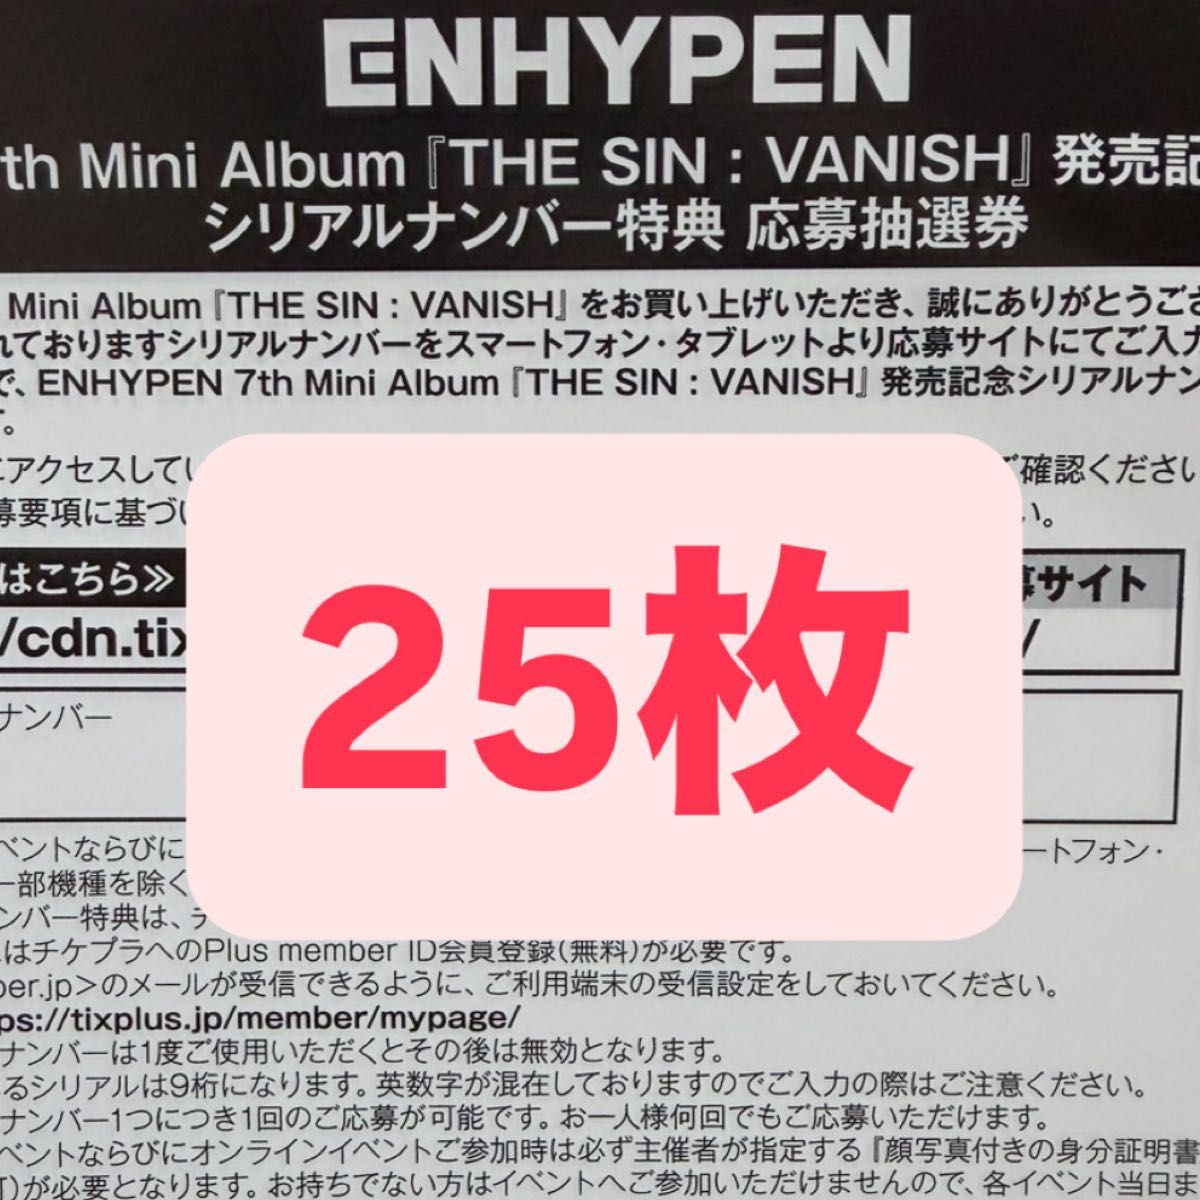 ENHYPEN
7th Mini Album『THE SIN : VANISH』発売記
シリアルナンバー特典 応募抽選券
Mini Album『THE SIN : VANISH』をお買い上げいただき、誠にありがとうござ
れておりますシリアルナンバーをスマートフォン・タブレットより応募サイトにてご入力
で、ENHYPEN 7th Mini Album『THE SIN : VANISH』発売記念シリアルナン
す。
にアクセスしてい ご確認ください
募要項に基づい い。
はこちら≫ 募サイト
/cdn.tix /
ナンバー
25枚
ベントならびに ートフォン・
一部機種を除く
ンバー特典は、チ
にはチケプラへのPlus member ID会員登録(無料)が必要です。
ber.jp>のメールが受信できるように、ご利用端末の受信設定をしておいてください。
ps://tixplus.jp/member/mypage/
ナンバーは1度ご使用いただくとその後は無効となります。
るシリアルは9桁になります。英数字が混在しておりますのでご入力の際はご注意ください。
ナンバー1つにつき1回のご応募が可能です。お一人様何回でもご応募いただけます。
ベントならびにオンラインイベントご参加時は必ず主催者が指定する『顔写真付きの身分証明書
)が必要となります。お持ちでない方はイベントへご参加いただけませんので、各イベント当日ま